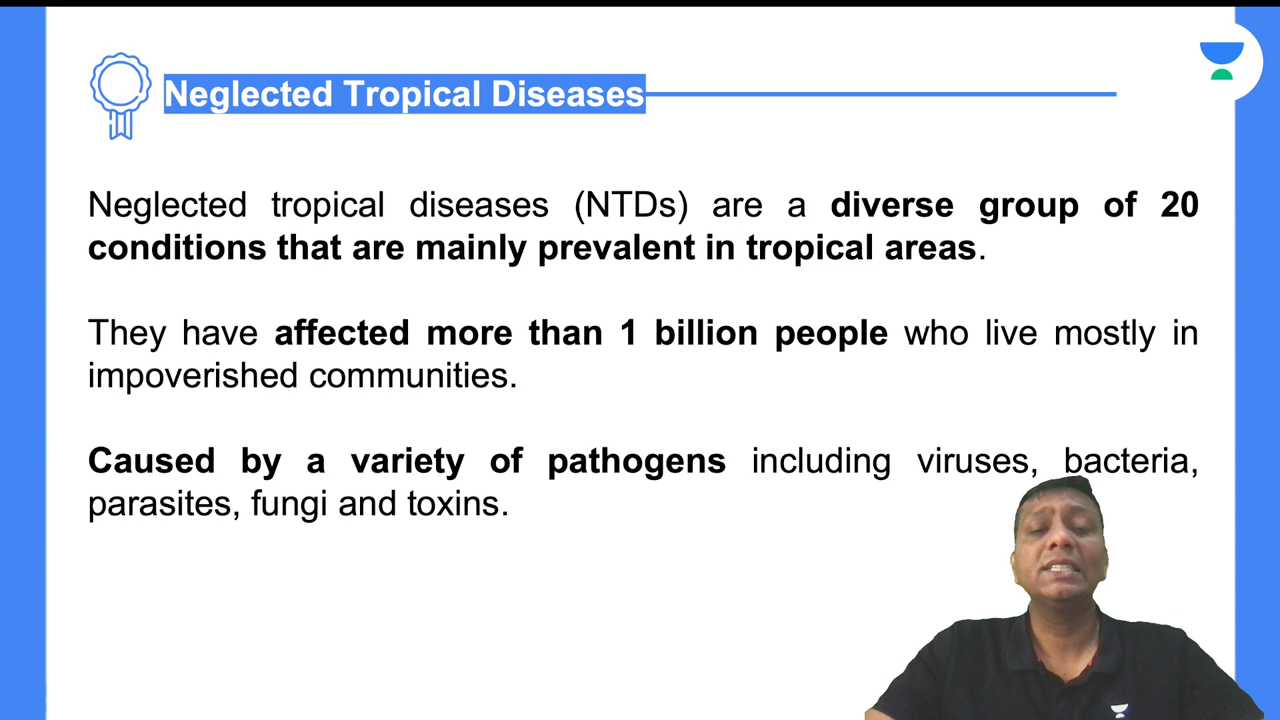 Neglected Tropical Diseases
Neglected tropical diseases (NTDs) are a diverse group of 20
conditions that are mainly prevalent in tropical areas.
They have affected more than 1 billion people who live mostly in
impoverished communities.
Caused by a variety of pathogens including viruses, bacteria,
parasites, fungi and toxins.